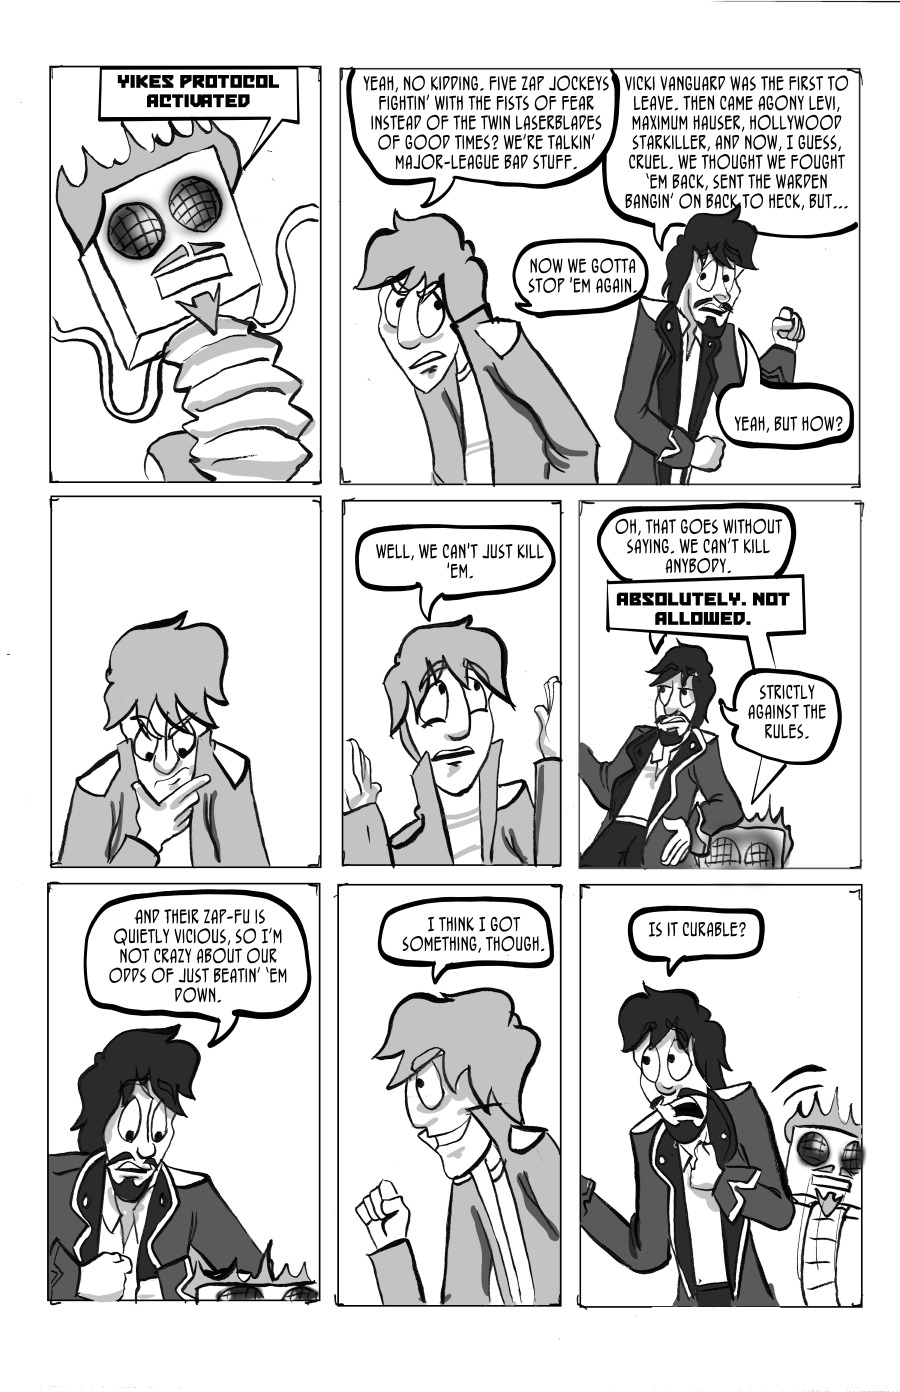 YIKES PROTOCOL
ACTIVATED
YEAH, NO KIDDING. FIVE ZAP JOCKEYS
FIGHTIN' WITH THE FISTS OF FEAR
INSTEAD OF THE TWIN LASERBLADES
OF GOOD TIMES? WE'RE TALKIN'
MAJOR-LEAGUE BAD STUFF.
VICKI VANGUARD WAS THE FIRST TO
LEAVE. THEN CAME AGONY LEVI,
MAXIMUM HAUSER, HOLLYWOOD
STARKILLER, AND NOW, I GUESS,
CRUEL. WE THOUGHT WE FOUGHT
'EM BACK, SENT THE WARDEN
BANGIN' ON BACK TO HECK, BUT...
NOW WE GOTTA
STOP 'EM AGAIN.
YEAH, BUT HOW?
WELL, WE CAN'T JUST KILL
'EM.
OH, THAT GOES WITHOUT
SAYING. WE CAN'T KILL
ANYBODY.
ABSOLUTELY. NOT
ALLOWED.
STRICTLY
AGAINST THE
RULES.
AND THEIR ZAP-FU IS
QUIETLY VICIOUS, SO I'M
NOT CRAZY ABOUT OUR
ODDS OF JUST BEATIN' 'EM
DOWN.
I THINK I GOT
SOMETHING, THOUGH.
IS IT CURABLE?